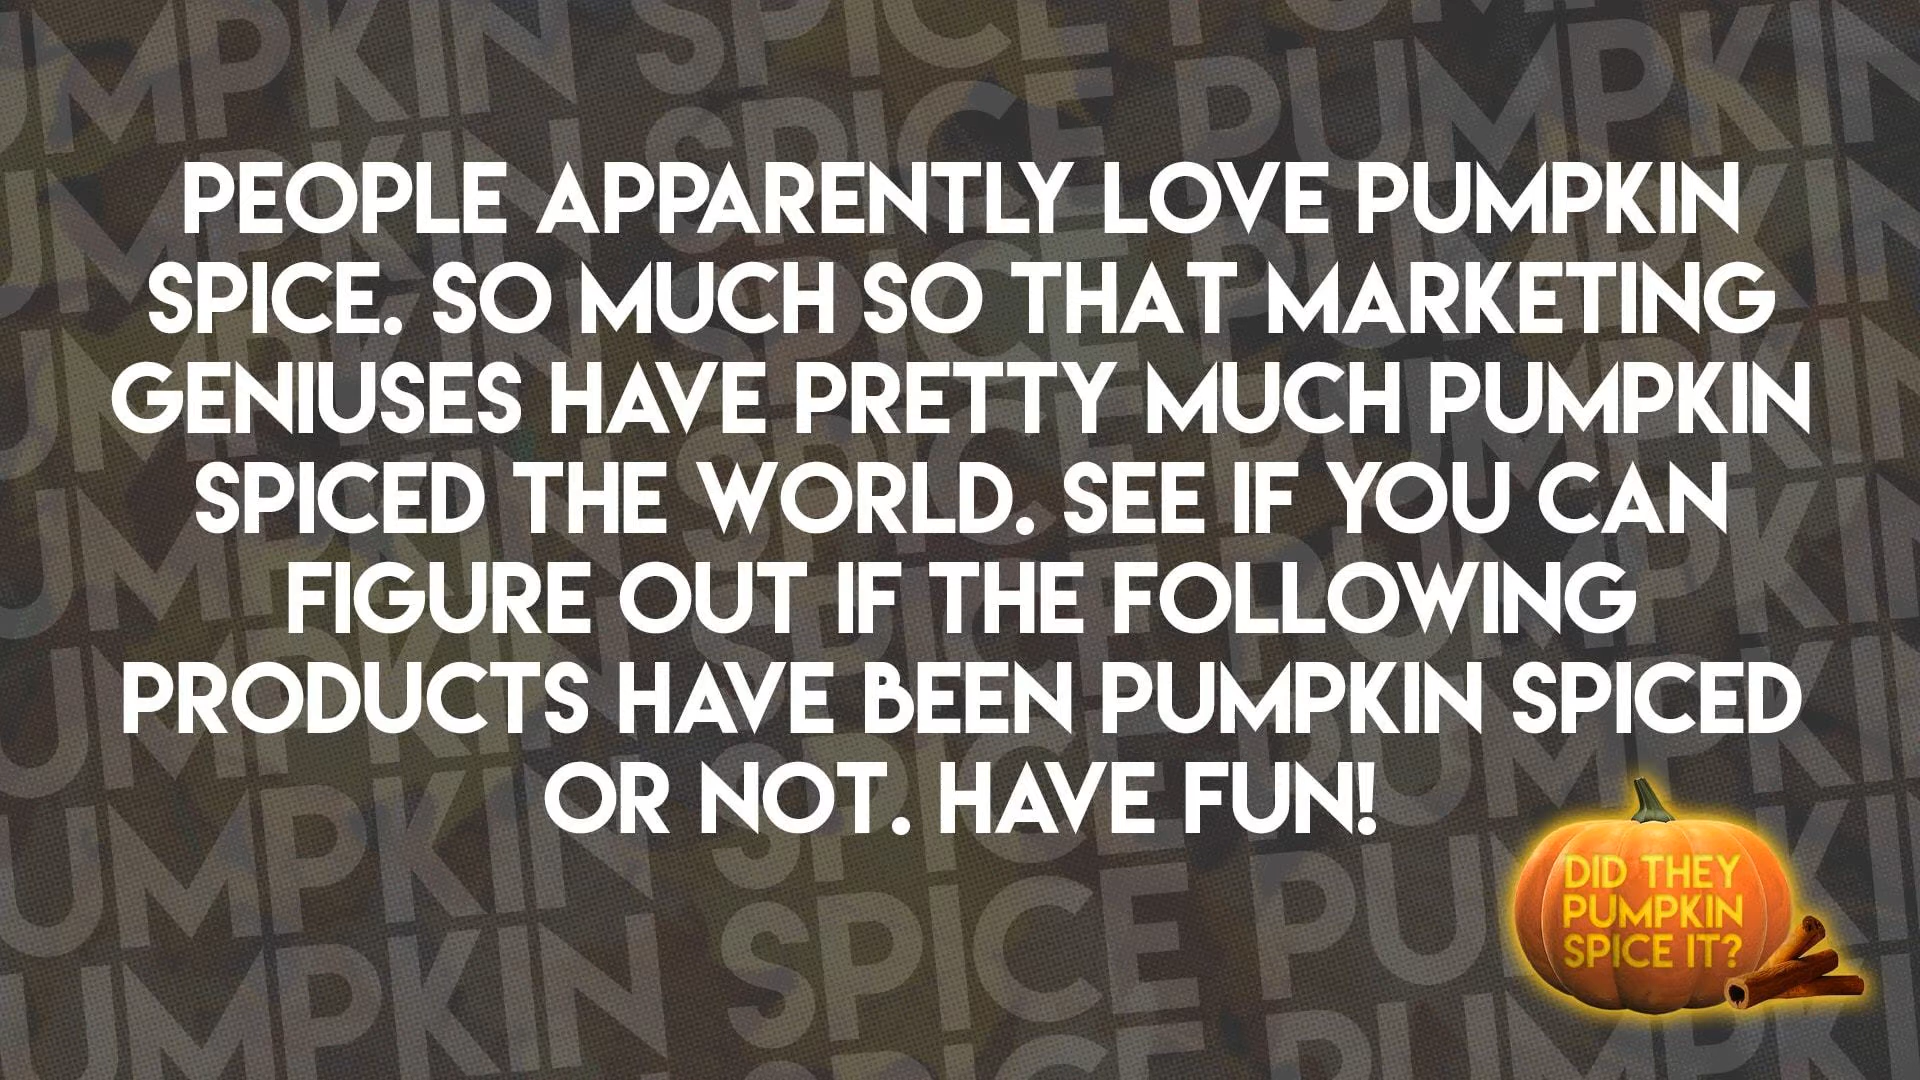 PEOPLE APPARENTLY LOVE PUMPKIN
SPICE. SO MUCH SO THAT MARKETING
GENIUSES HAVE PRETTY MUCH PUMPKIN
SPICED THE WORLD. SEE IF YOU CAN
FIGURE OUT IF THE FOLLOWING
PRODUCTS HAVE BEEN PUMPKIN SPICED
OR NOT. HAVE FUN!
DID THEY
PUMPKIN
SPICE IT?